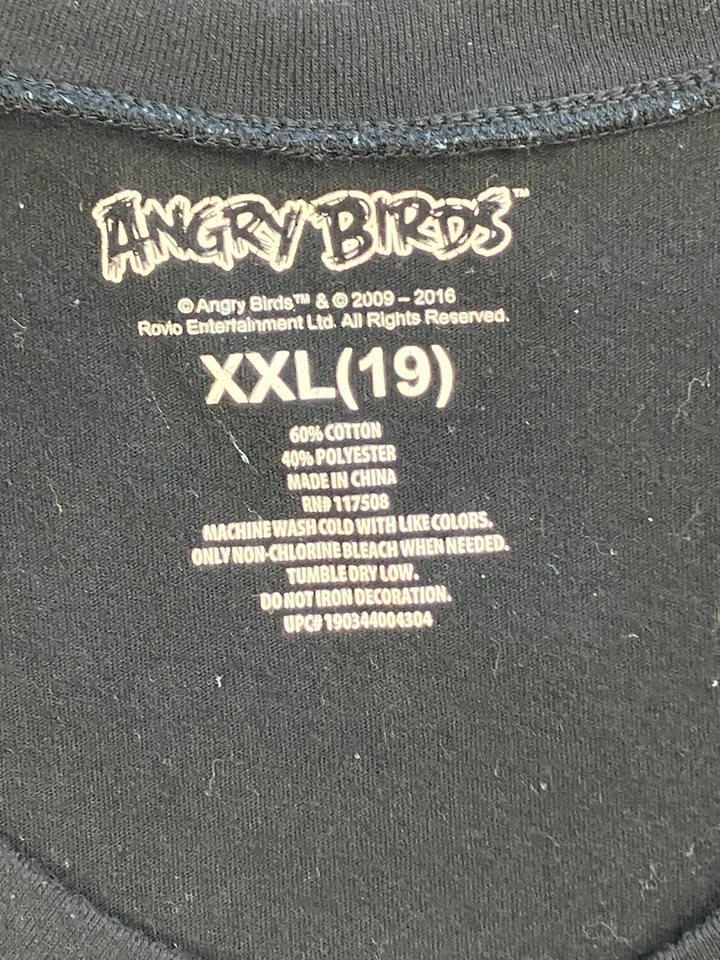 ANGRY BIRDS™
© Angry Birds™ & © 2009 – 2016
Rovio Entertainment Ltd. All Rights Reserved.
XXL(19)
60% COTTON
40% POLYESTER
MADE IN CHINA
RN# 117508
MACHINE WASH COLD WITH LIKE COLORS.
ONLY NON-CHLORINE BLEACH WHEN NEEDED.
TUMBLE DRY LOW.
DO NOT IRON DECORATION.
UPC# 190344004304